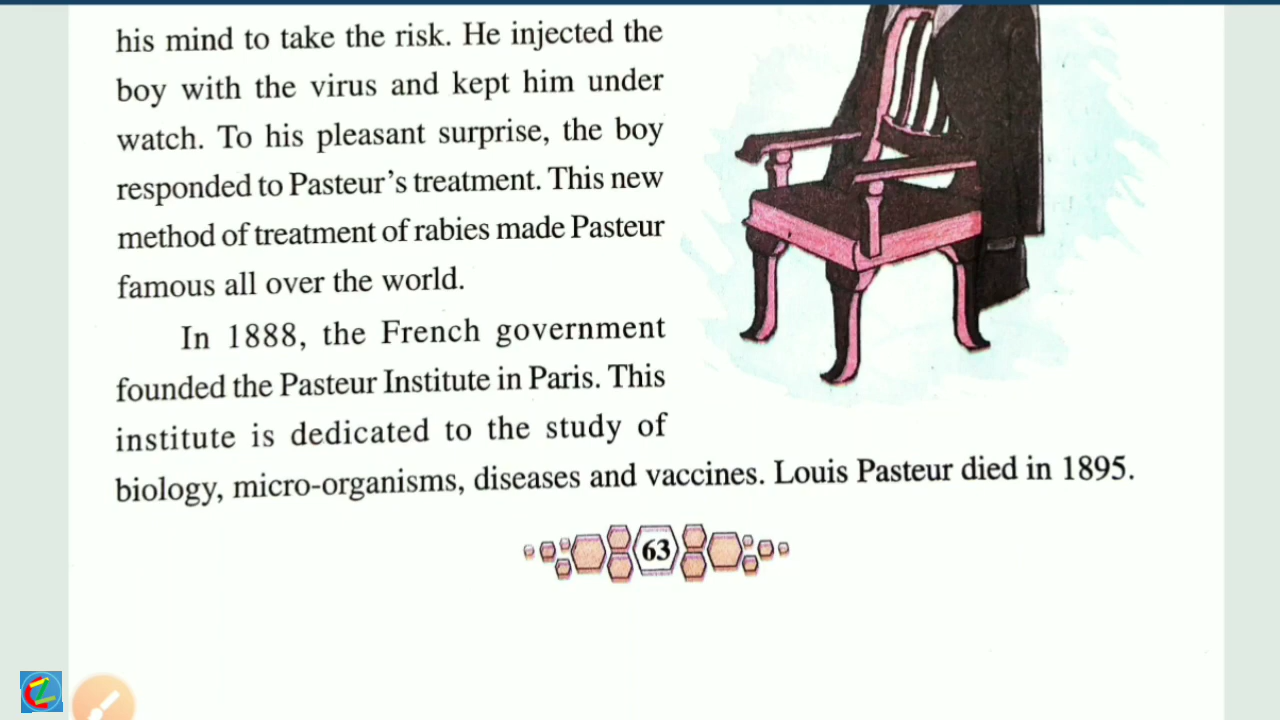 his mind to take the risk. He injected the
boy with the virus and kept him under
watch. To his pleasant surprise, the boy
responded to Pasteur's treatment. This new
method of treatment of rabies made Pasteur
famous all over the world.
In 1888, the French government
founded the Pasteur Institute in Paris. This
institute is dedicated to the study of
biology, micro-organisms, diseases and vaccines. Louis Pasteur died in 1895.
63